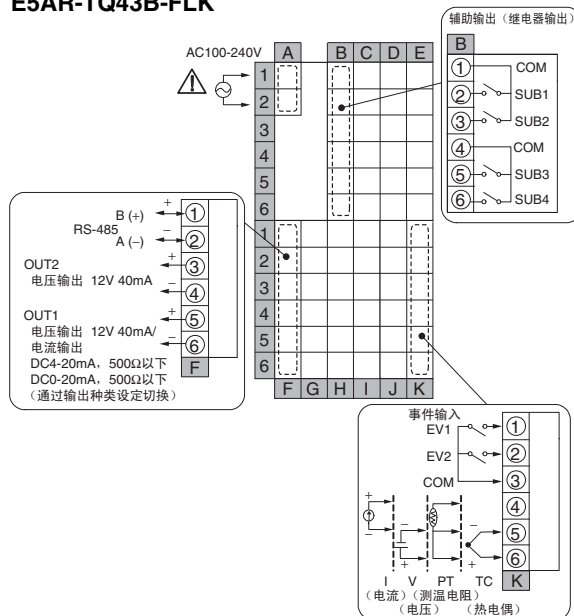 E5AR-TQ43B-FLK
辅助输出（继电器输出）
B
① COM
② SUB1
③ SUB2
④ COM
⑤ SUB3
⑥ SUB4
AC100-240V
A B C D E
1
2
3
4
5
6
1
2
3
4
5
6
F G H I J K
+
B (+) ①
RS-485
A (−) − ②
OUT2 + ③
电压输出 12V 40mA
− ④
OUT1 + ⑤
电压输出 12V 40mA/
− ⑥
电流输出
DC4-20mA，500Ω以下
F
DC0-20mA，500Ω以下
（通过输出种类设定切换）
事件输入
EV1 ①
EV2 ②
COM ③
④
+ − − ⑤
− + + ⑥
I V PT TC K
（电流）（测温电阻）
（电压） （热电偶）